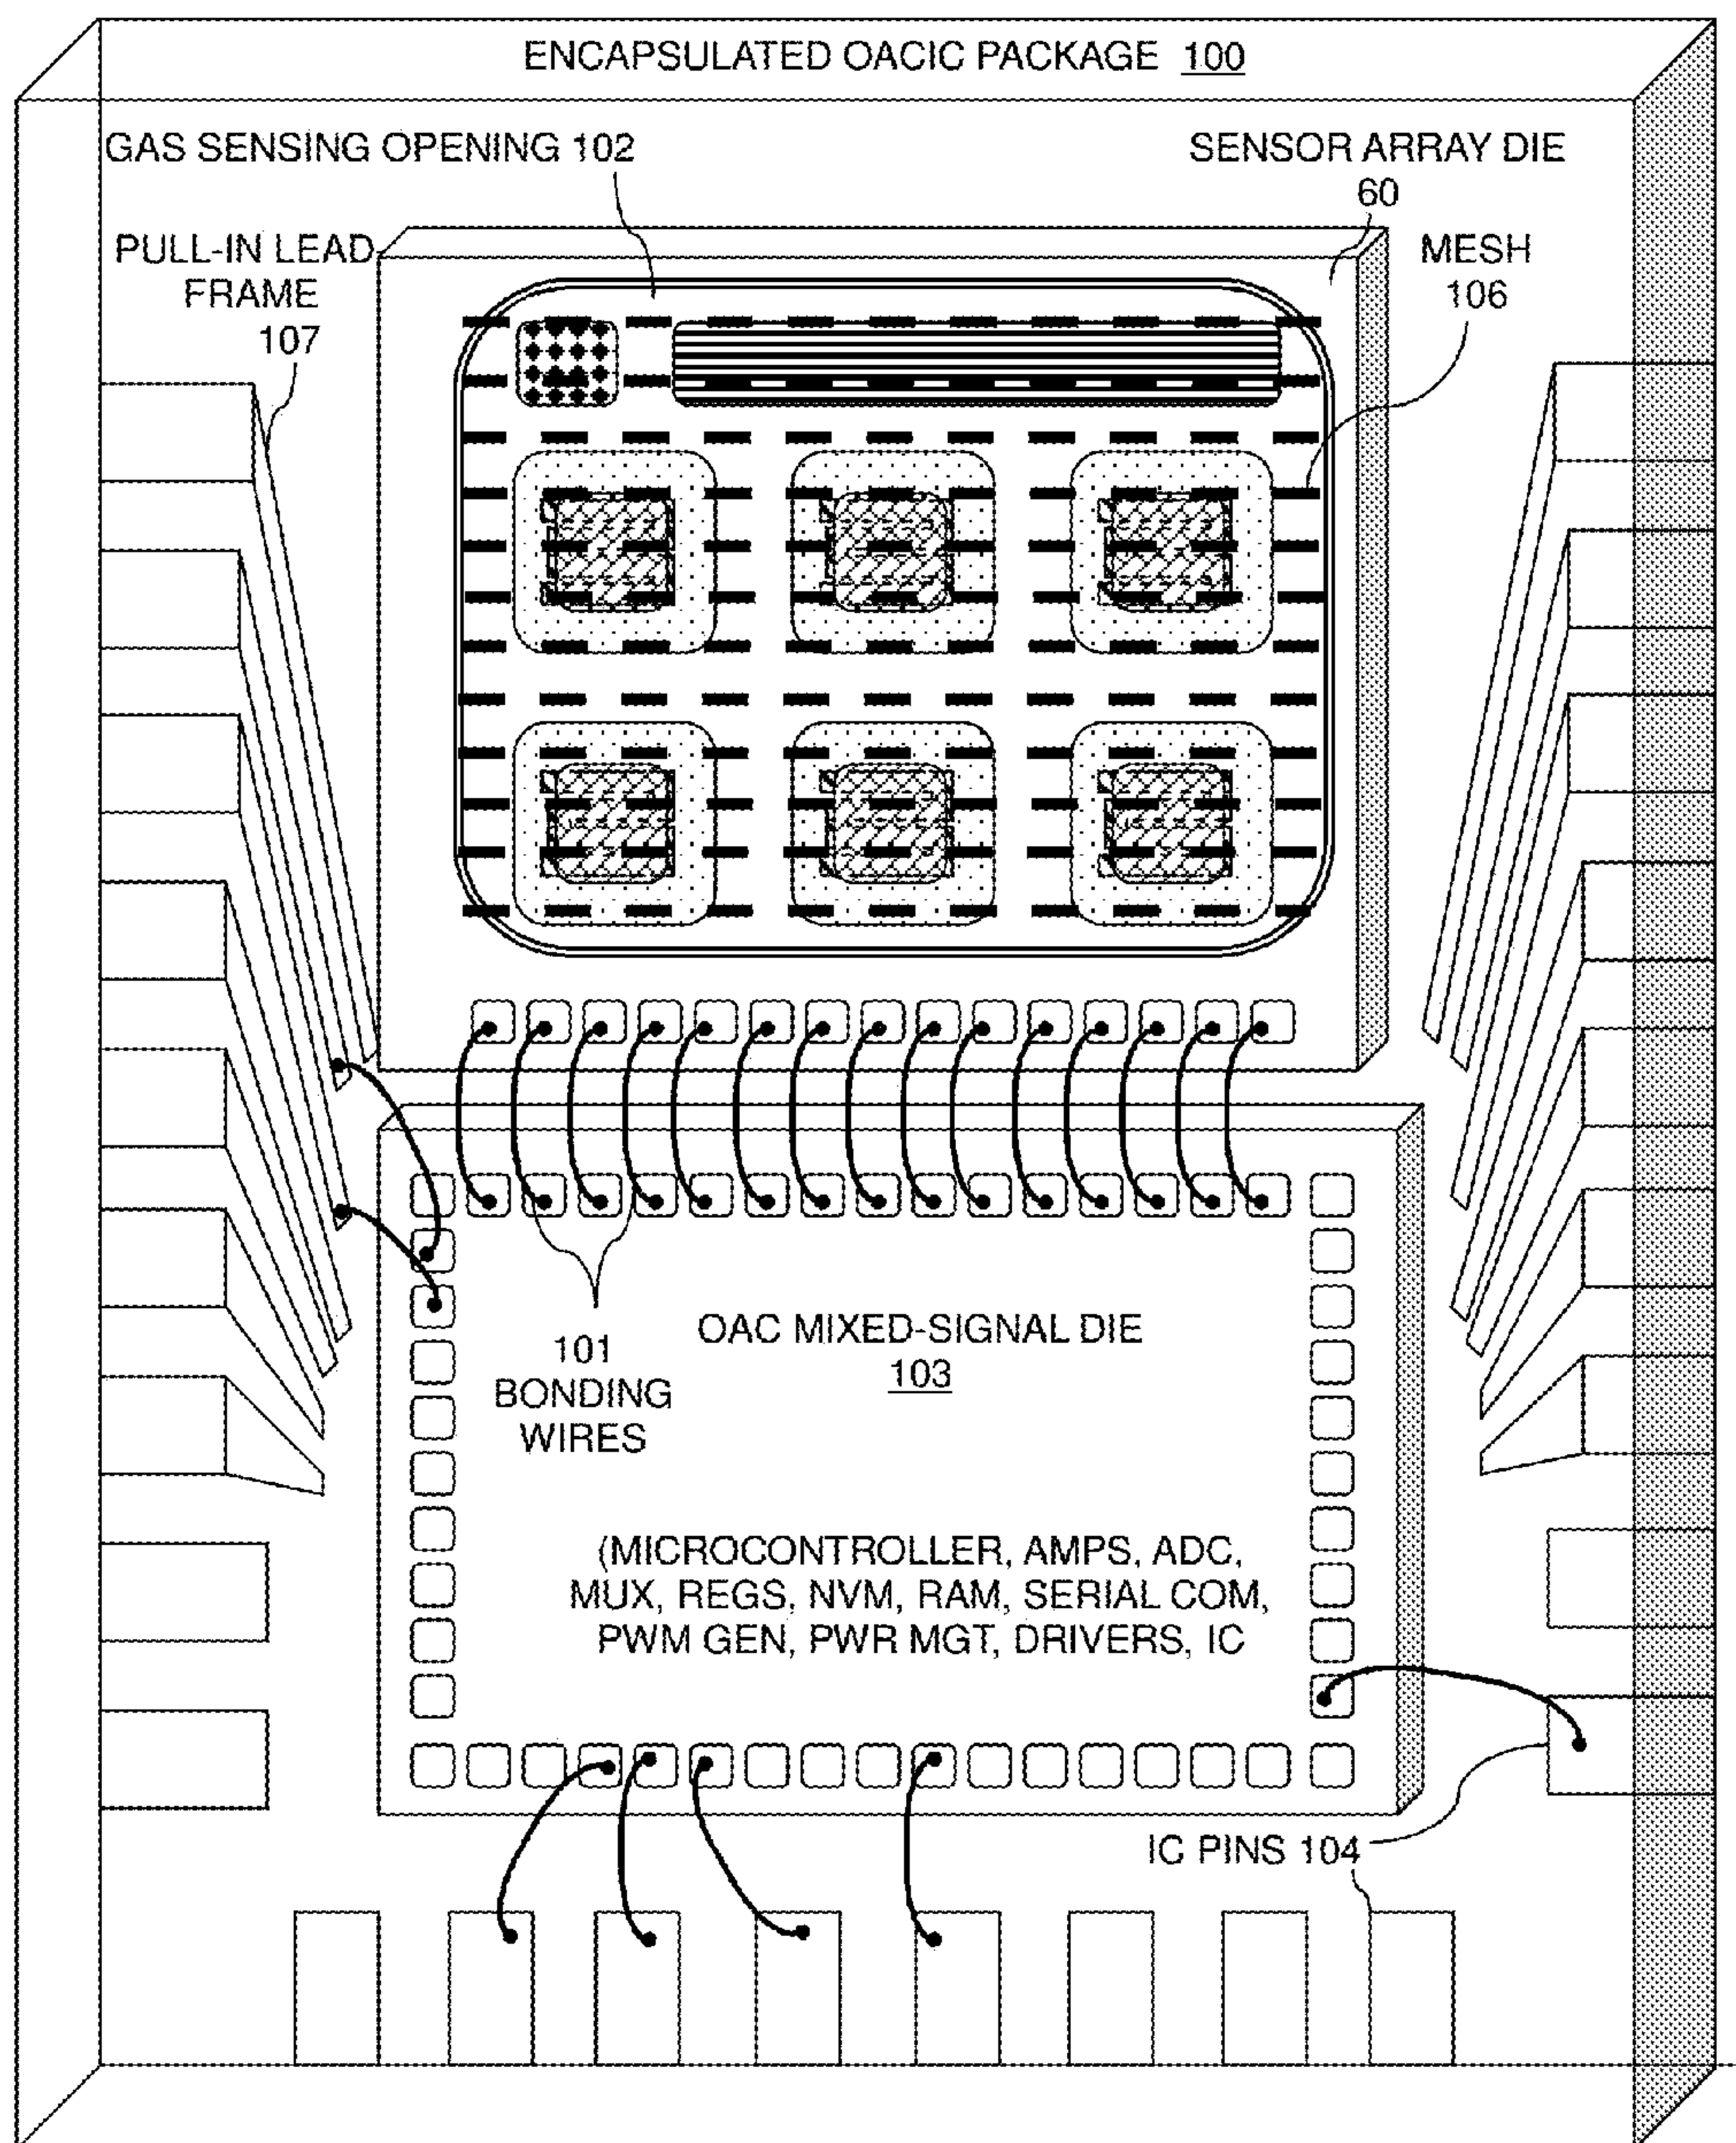 ENCAPSULATED OACIC PACKAGE 100
GAS SENSING OPENING 102
SENSOR ARRAY DIE
60
PULL-IN LEAD
FRAME
107
MESH
106
OAC MIXED-SIGNAL DIE
103
101
BONDING
WIRES
(MICROCONTROLLER, AMPS, ADC,
MUX, REGS, NVM, RAM, SERIAL COM,
PWM GEN, PWR MGT, DRIVERS, IC
IC PINS 104